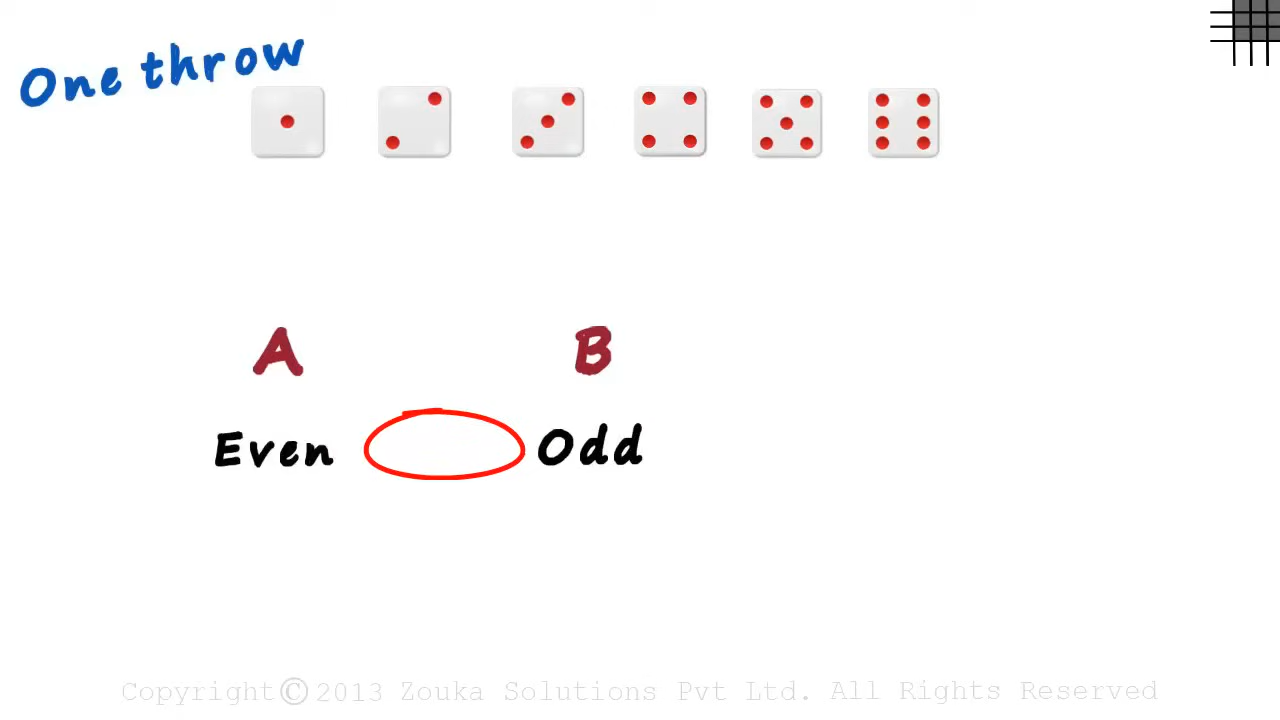 One throw
A B
Even Odd
Copyright © 2013 Zouka Solutions Pvt Ltd. All Rights Reserved